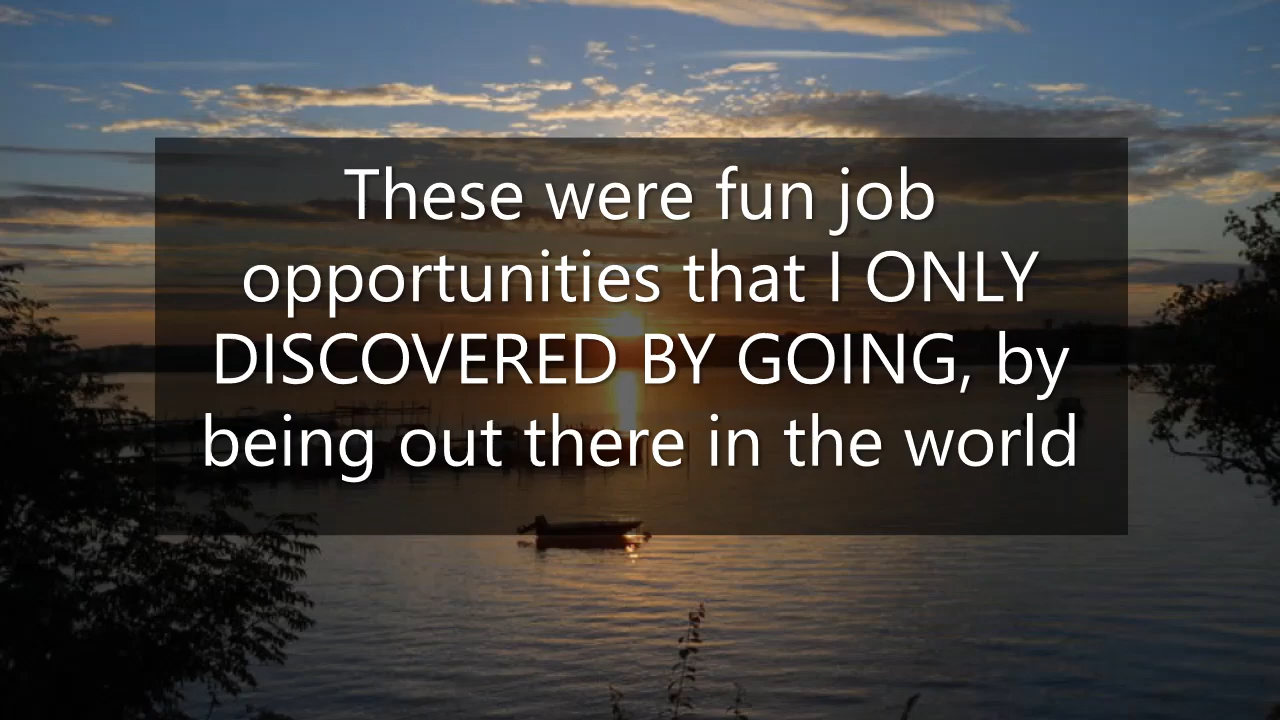 These were fun job
opportunities that I ONLY
DISCOVERED BY GOING, by
being out there in the world